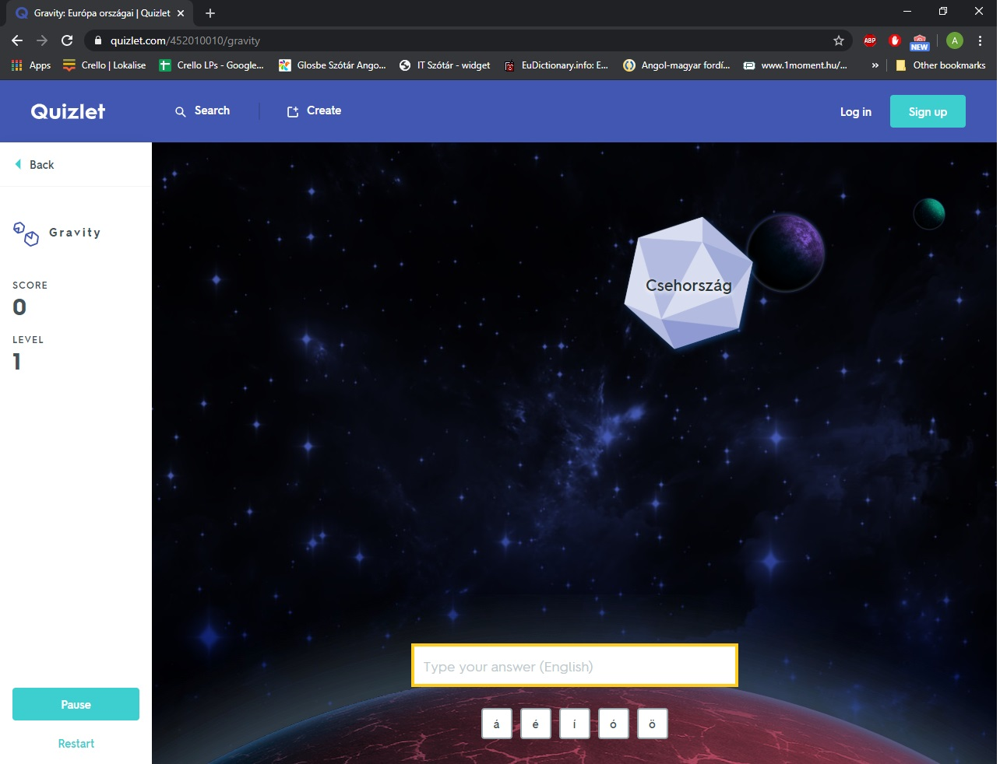 Gravity: Európa országai | Quizlet
quizlet.com/452010010/gravity
ABP
NEW
A
Apps
Crello | Lokalise
Crello LPs - Google...
Glosbe Szótár Ango...
IT Szótár - widget
EuDictionary.info: E...
Angol-magyar fordí...
www.1moment.hu/...
»
Other bookmarks
Quizlet
Search
Create
Log in
Sign up
Back
Gravity
SCORE
0
LEVEL
1
Csehország
Type your answer (English)
á é í ó ö
Pause
Restart